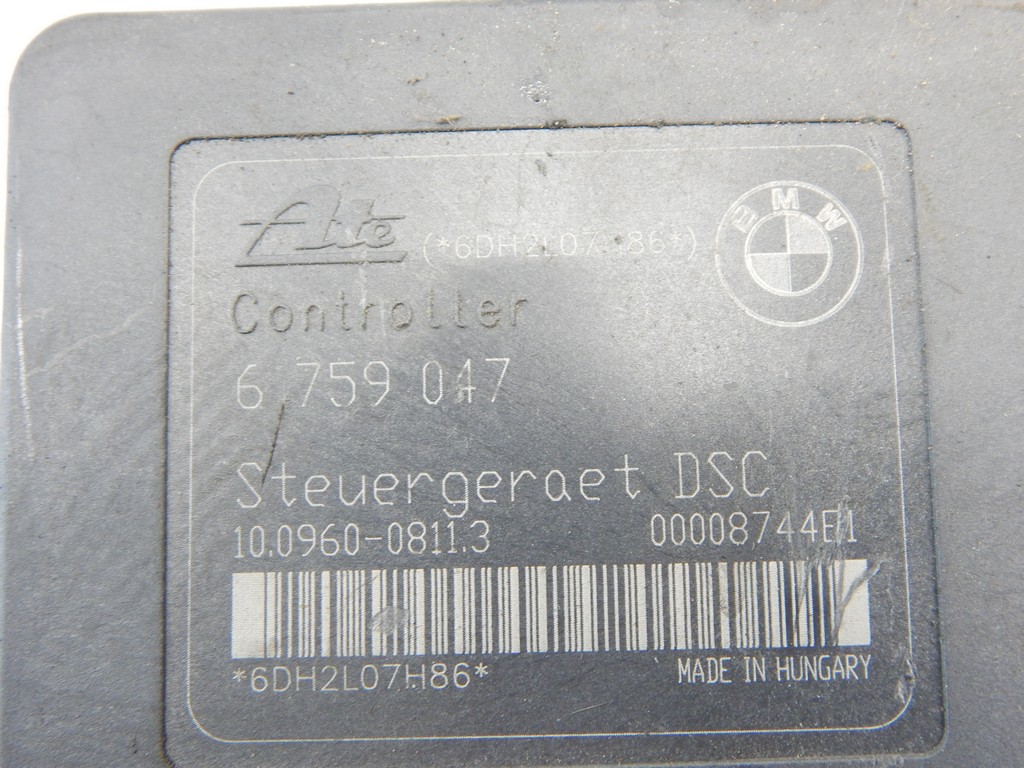 Ate (*6DH2L07H86*)
BMW
Controller
6 759 047
Steuergeraet DSC
10.0960-0811.3 00008744E1
*6DH2L07H86* MADE IN HUNGARY